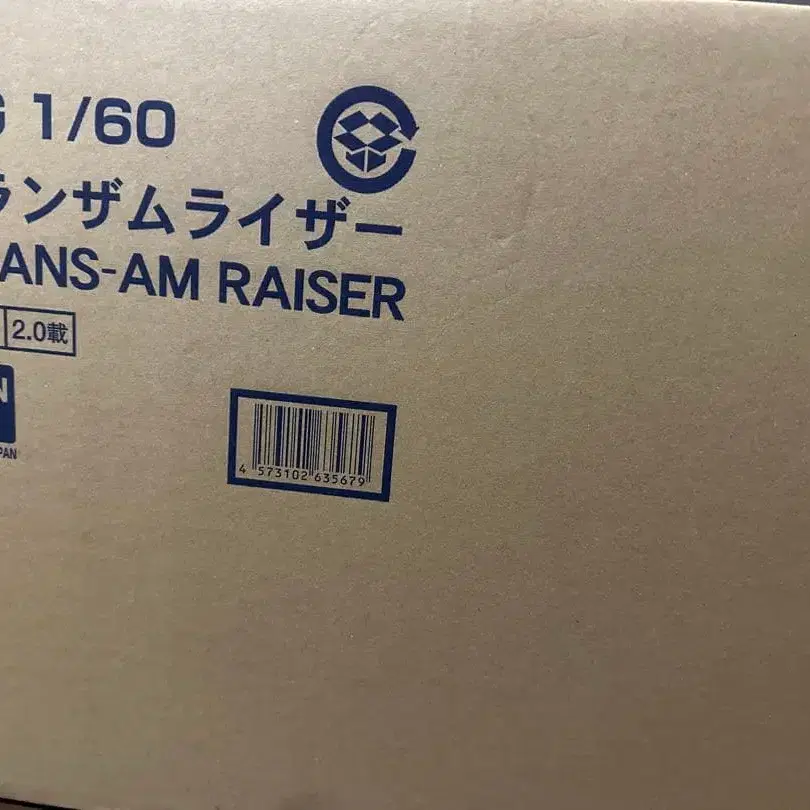 G 1/60
ランザムライザー
ANS-AM RAISER
2.0載
N
PAN
4 573102 635679